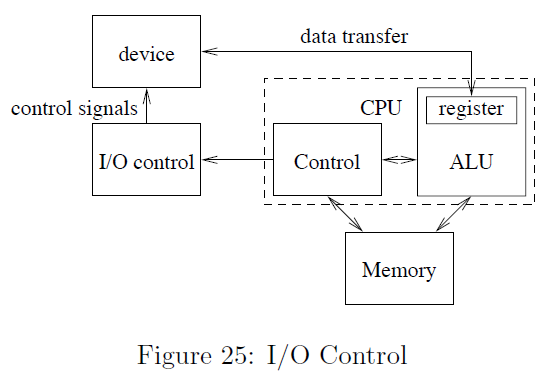 data transfer
device
control signals
CPU
register
I/O control
Control
ALU
Memory
Figure 25: I/O Control